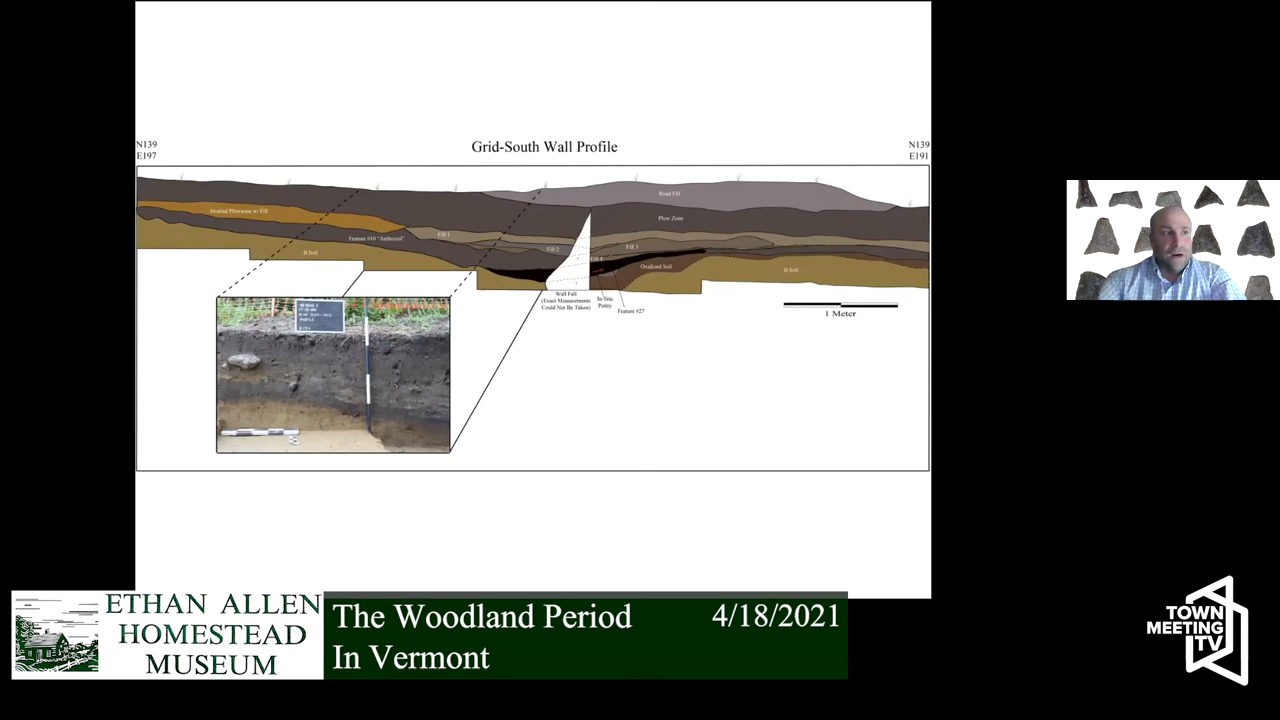 Grid-South Wall Profile
N139
E197
N139
E191
Road Fill
Mottled Plowzone w/ Fill
Plow Zone
Fill 1
Feature #10 "Anthrosol"
Fill 2
Fill 3
Fill 4
B Soil
Oxidized Soil
B Soil
Wall Fall
(Exact Measurements
Could Not Be Taken)
In-Situ
Pottery
Feature #27
1 Meter
ETHAN ALLEN
HOMESTEAD
MUSEUM
The Woodland Period
In Vermont
4/18/2021
TOWN
MEETING
TV